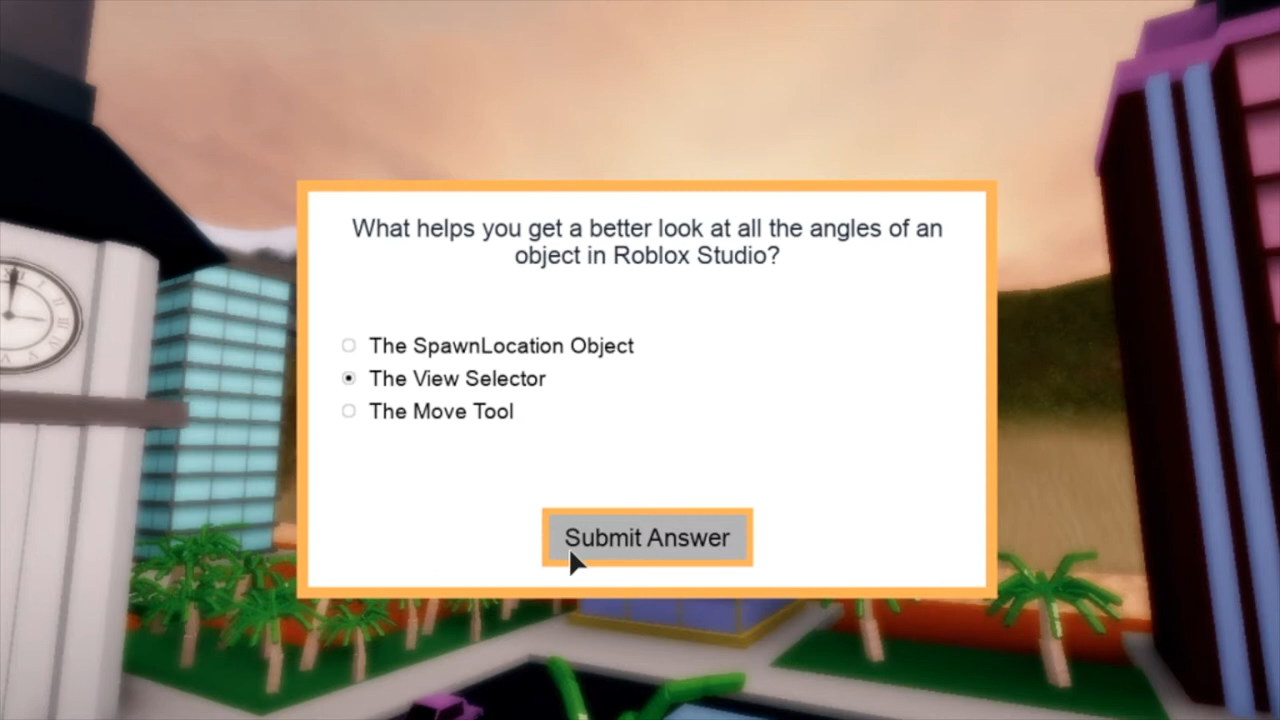 What helps you get a better look at all the angles of an
object in Roblox Studio?
The SpawnLocation Object
The View Selector
The Move Tool
Submit Answer